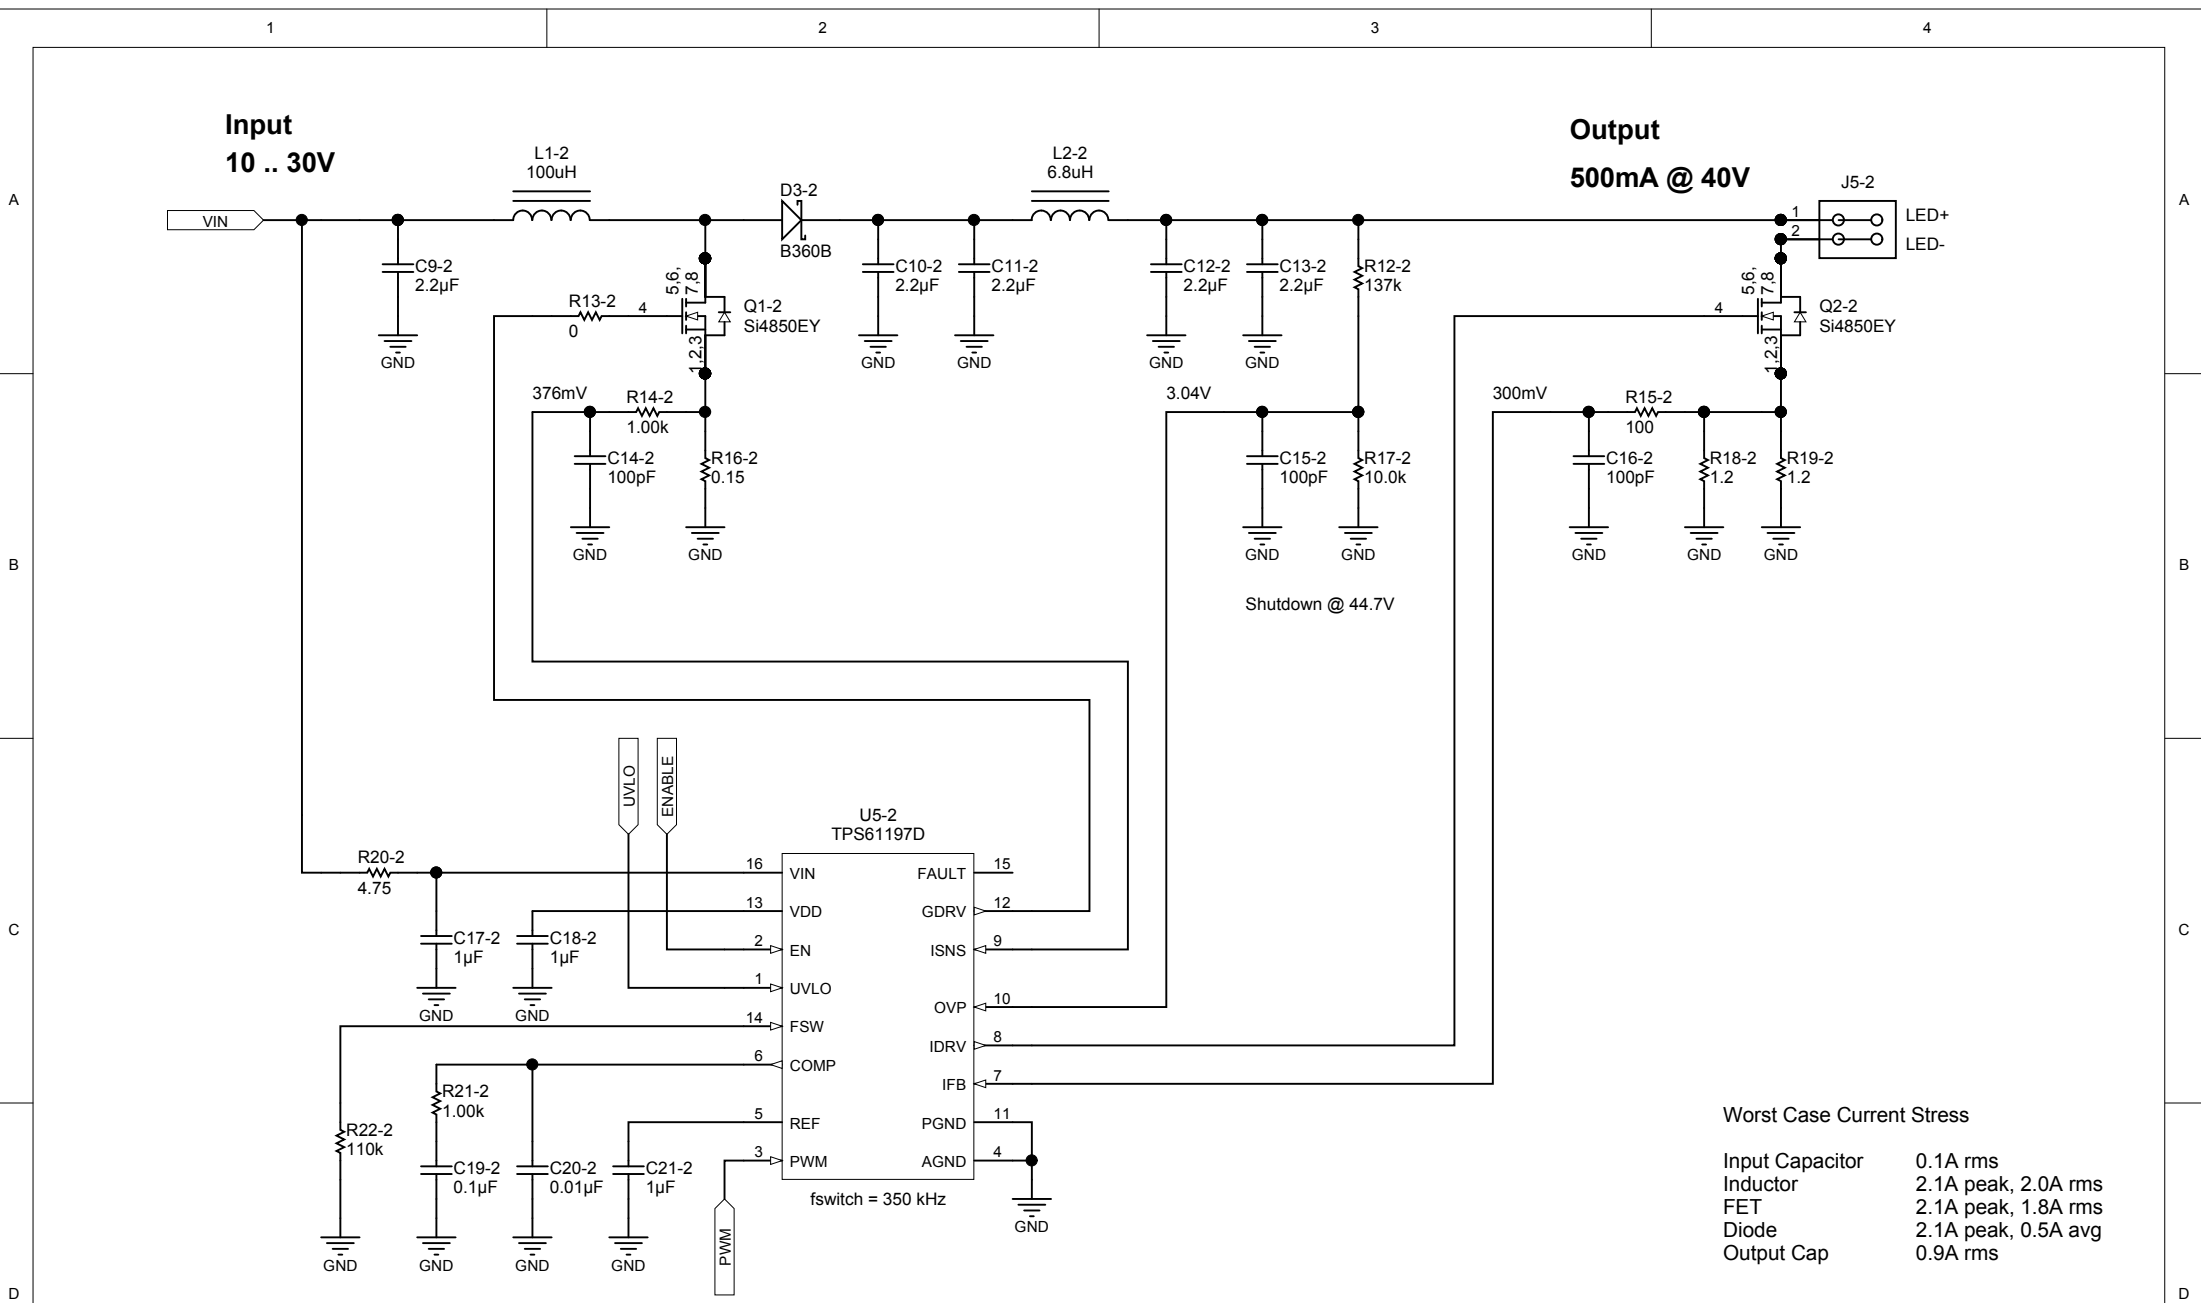 1
2
3
4
Input
10 .. 30V
Output
500mA @ 40V
A
A
L1-2
100uH
L2-2
6.8uH
D3-2
B360B
J5-2
VIN
1
2
LED+
LED-
C9-2
2.2µF
GND
R13-2
0
4
5,6,
7,8
1,2,3
Q1-2
Si4850EY
C10-2
2.2µF
GND
C11-2
2.2µF
GND
C12-2
2.2µF
GND
C13-2
2.2µF
GND
R12-2
137k
4
5,6,
7,8
1,2,3
Q2-2
Si4850EY
376mV
R14-2
1.00k
C14-2
100pF
GND
R16-2
0.15
GND
3.04V
C15-2
100pF
GND
R17-2
10.0k
GND
300mV
R15-2
100
C16-2
100pF
GND
R18-2
1.2
GND
R19-2
1.2
GND
B
B
Shutdown @ 44.7V
UVLO
ENABLE
U5-2
TPS61197D
R20-2
4.75
16
VIN
FAULT
15
13
VDD
GDRV
12
2
EN
ISNS
9
1
UVLO
OVP
10
14
FSW
IDRV
8
6
COMP
IFB
7
5
REF
PGND
11
3
PWM
AGND
4
C
C
C17-2
1µF
GND
C18-2
1µF
GND
R21-2
1.00k
R22-2
110k
GND
C19-2
0.1µF
GND
C20-2
0.01µF
GND
C21-2
1µF
GND
PWM
fswitch = 350 kHz
GND
Worst Case Current Stress
Input Capacitor 0.1A rms
Inductor 2.1A peak, 2.0A rms
FET 2.1A peak, 1.8A rms
Diode 2.1A peak, 0.5A avg
Output Cap 0.9A rms
D
D